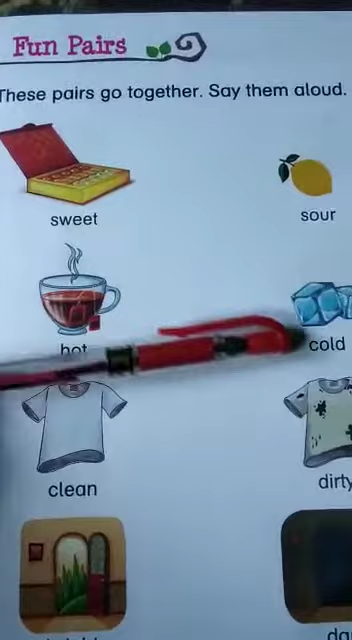 Fun Pairs
These pairs go together. Say them aloud.
sweet sour
hot cold
clean dirty